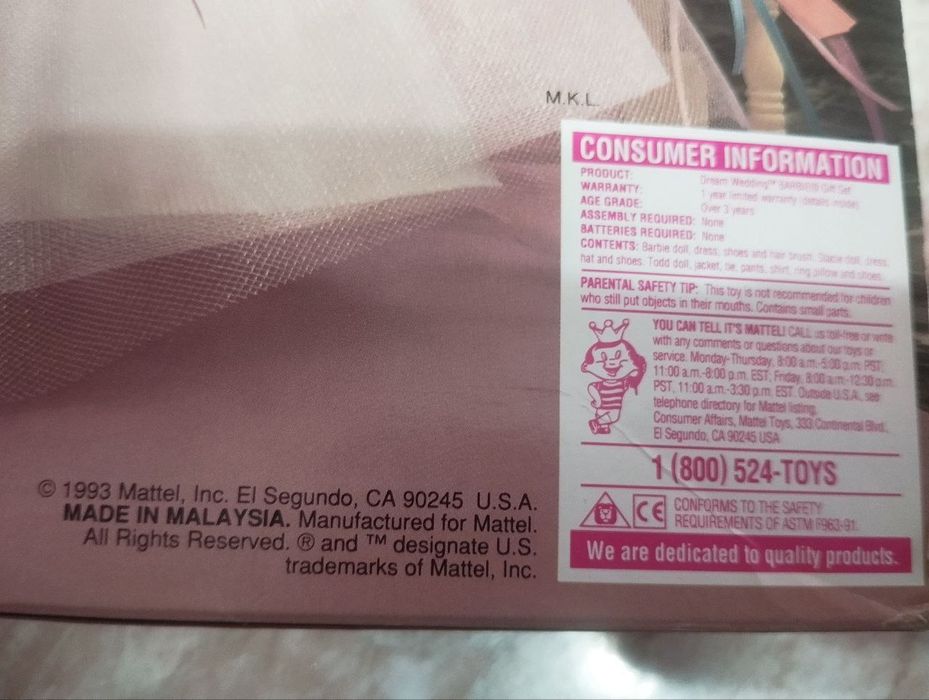 M.K.L.
CONSUMER INFORMATION
PRODUCT: Dream Wedding™ BARBIE® Gift Set
WARRANTY: 1 year limited warranty (details inside)
AGE GRADE: Over 3 years
ASSEMBLY REQUIRED: None
BATTERIES REQUIRED: None
CONTENTS: Barbie doll, dress, shoes and hair brush. Stacie doll, dress,
hat and shoes. Todd doll, jacket, tie, pants, shirt, ring pillow and shoes.
PARENTAL SAFETY TIP: This toy is not recommended for children
who still put objects in their mouths. Contains small parts.
YOU CAN TELL IT'S MATTEL! CALL us toll-free or write
with any comments or questions about our toys or
service. Monday-Thursday, 8:00 a.m.-5:00 p.m. PST,
11:00 a.m.-8:00 p.m. EST, Friday, 8:00 a.m.-12:30 p.m.
PST, 11:00 a.m.-3:30 p.m. EST. Outside U.S.A., see
telephone directory for Mattel listing.
Consumer Affairs, Mattel Toys, 333 Continental Blvd.,
El Segundo, CA 90245 USA
1 (800) 524-TOYS
CE CONFORMS TO THE SAFETY
REQUIREMENTS OF ASTM F963-91.
We are dedicated to quality products.
© 1993 Mattel, Inc. El Segundo, CA 90245 U.S.A.
MADE IN MALAYSIA. Manufactured for Mattel.
All Rights Reserved. ® and ™ designate U.S.
trademarks of Mattel, Inc.